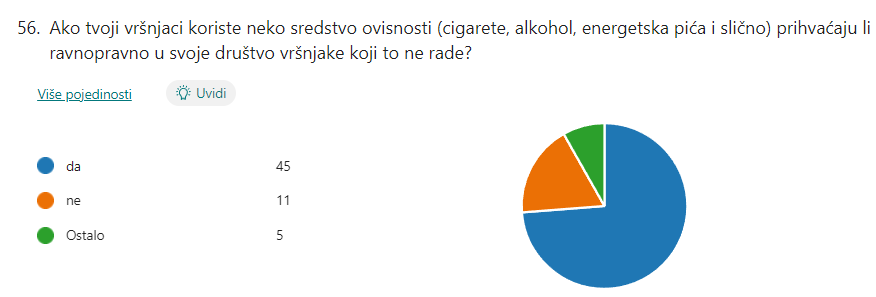 56. Ako tvoji vršnjaci koriste neko sredstvo ovisnosti (cigarete, alkohol, energetska pića i slično) prihvaćaju li
ravnopravno u svoje društvo vršnjake koji to ne rade?
Više pojedinosti
Uvidi
da 45
ne 11
Ostalo 5